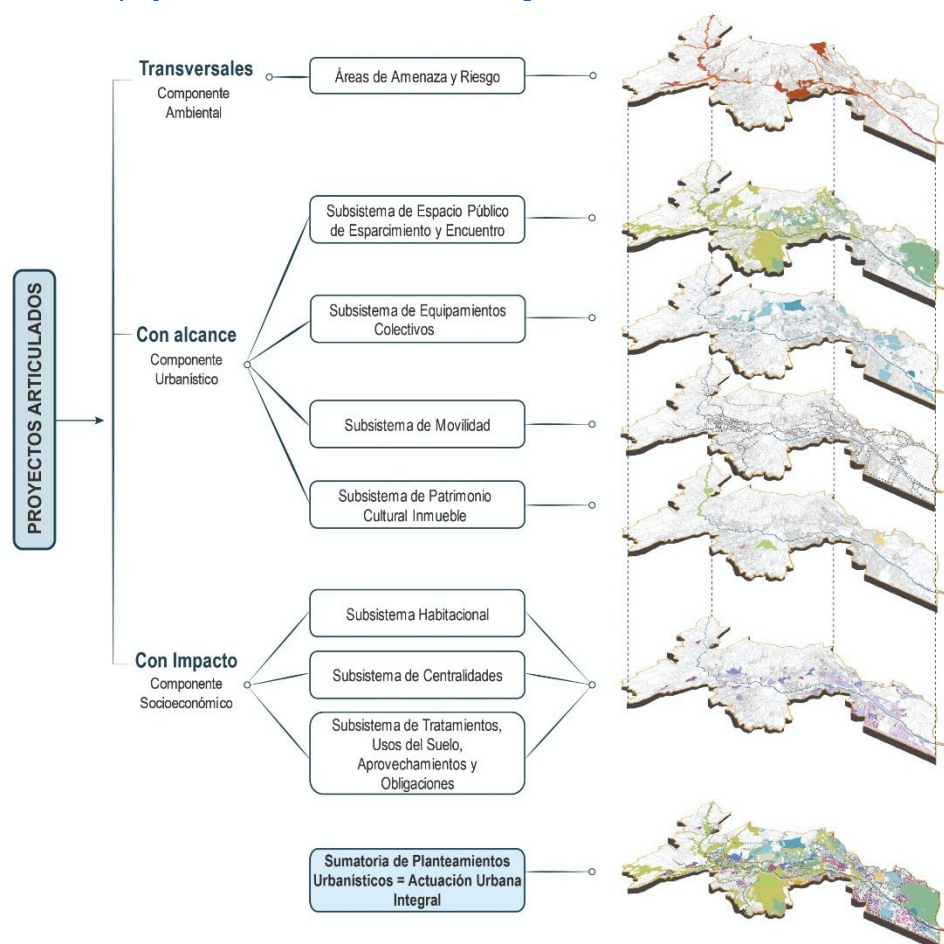 Transversales
Componente
Ambiental
Áreas de Amenaza y Riesgo
PROYECTOS ARTICULADOS
Con alcance
Componente
Urbanístico
Subsistema de Espacio Público
de Esparcimiento y Encuentro
Subsistema de Equipamientos
Colectivos
Subsistema de Movilidad
Subsistema de Patrimonio
Cultural Inmueble
Con Impacto
Componente
Socioeconómico
Subsistema Habitacional
Subsistema de Centralidades
Subsistema de Tratamientos,
Usos del Suelo,
Aprovechamientos y
Obligaciones
Sumatoria de Planteamientos
Urbanísticos = Actuación Urbana
Integral